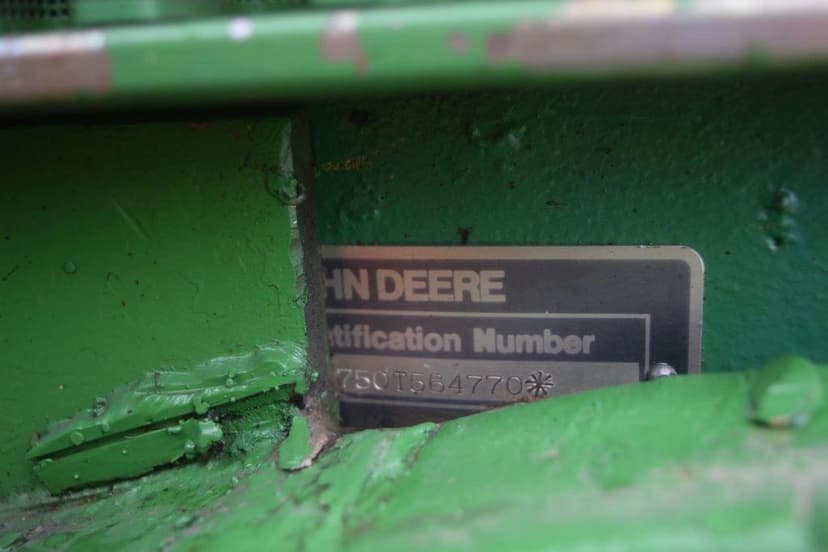 HN DEERE
tification Number
750T564770*